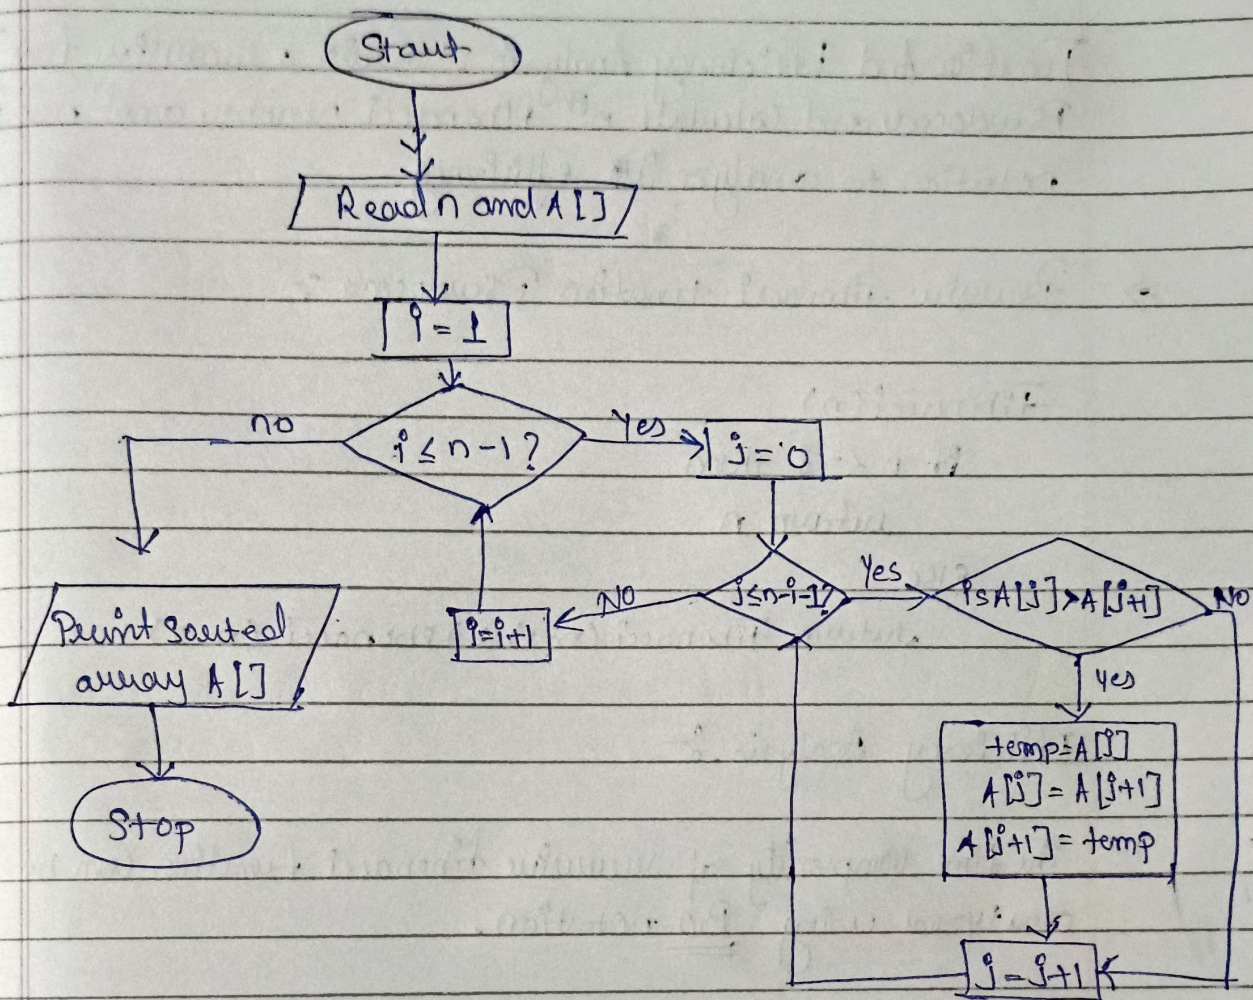 Start
Read n and A[]
i = 1
no
i ≤ n-1?
Yes
j = 0
j≤n-i-1?
Yes
is A[j]>A[j+1]
NO
NO
i=i+1
Print Sorted
array A[]
yes
temp=A[j]
A[j] = A[j+1]
A[j+1] = temp
Stop
j = j+1